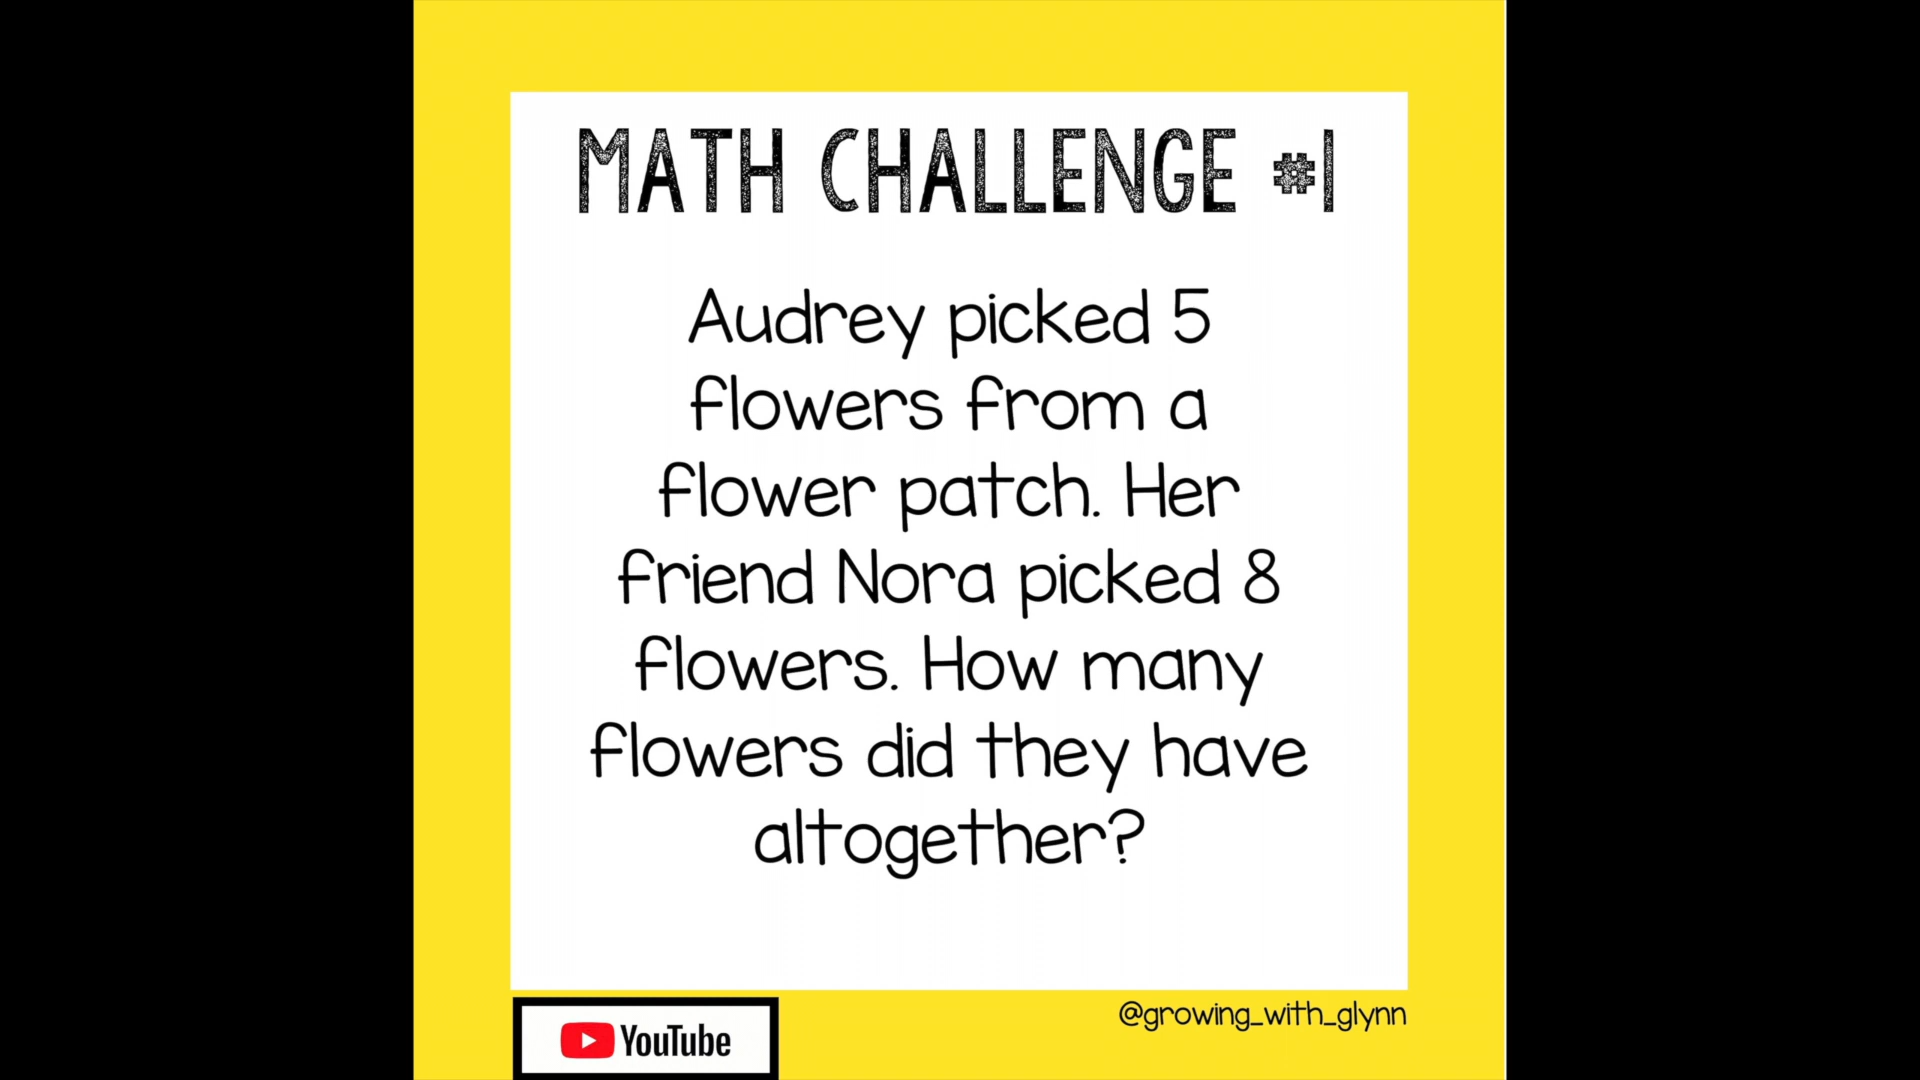 MATH CHALLENGE #1
Audrey picked 5
flowers from a
flower patch. Her
friend Nora picked 8
flowers. How many
flowers did they have
altogether?
@growing_with_glynn
YouTube